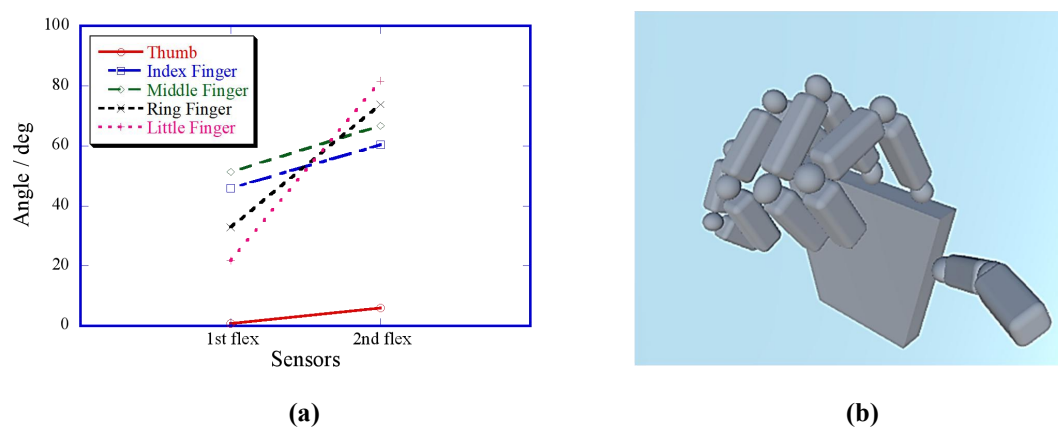 100
80
60
40
20
0
Angle / deg
Thumb
Index Finger
Middle Finger
Ring Finger
Little Finger
1st flex 2nd flex
Sensors
(a) (b)